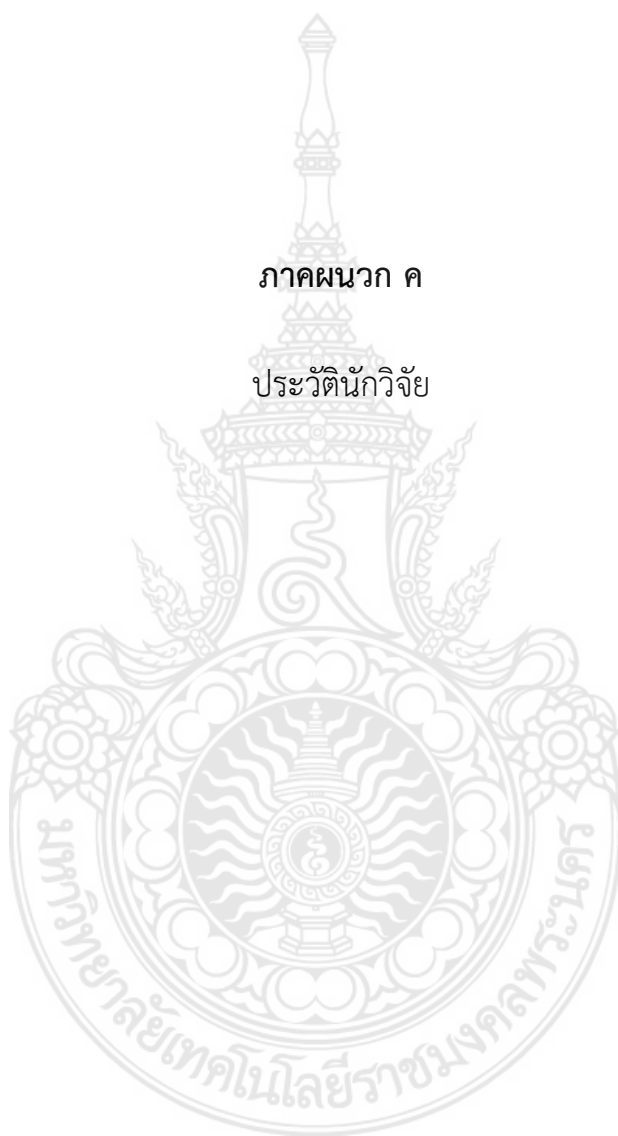 ภาคผนวก ค
ประวัตินักวิจัย
มหาวิทยาลัยเทคโนโลยีราชมงคลพระนคร